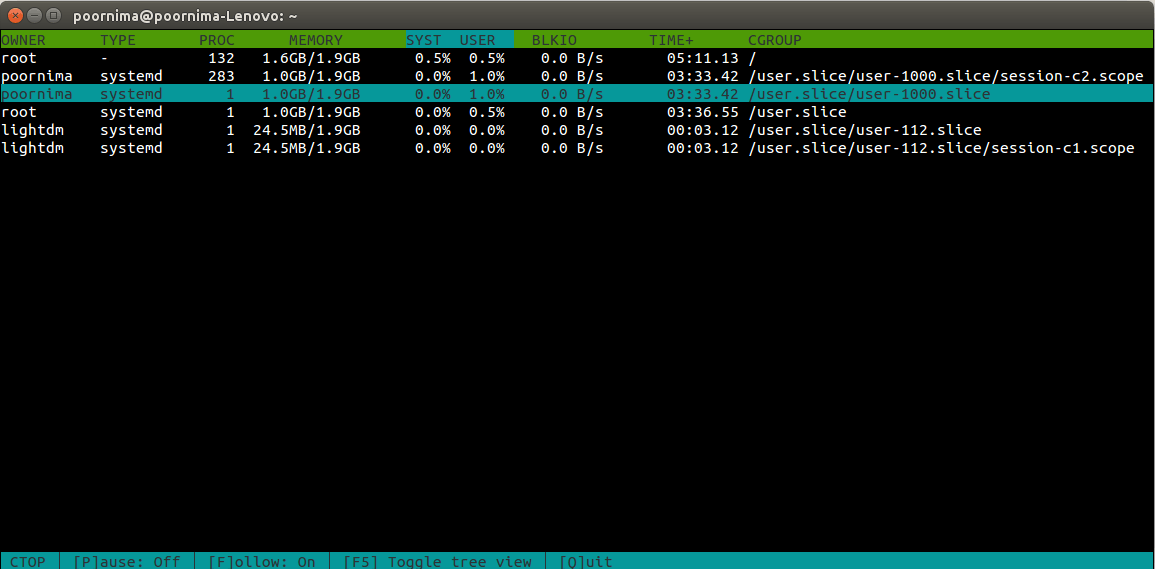 poornima@poornima-Lenovo: ~
OWNER TYPE PROC MEMORY SYST USER BLKIO TIME+ CGROUP
root - 132 1.6GB/1.9GB 0.5% 0.5% 0.0 B/s 05:11.13 /
poornima systemd 283 1.0GB/1.9GB 0.0% 1.0% 0.0 B/s 03:33.42 /user.slice/user-1000.slice/session-c2.scope
poornima systemd 1 1.0GB/1.9GB 0.0% 1.0% 0.0 B/s 03:33.42 /user.slice/user-1000.slice
root systemd 1 1.0GB/1.9GB 0.0% 0.5% 0.0 B/s 03:36.55 /user.slice
lightdm systemd 1 24.5MB/1.9GB 0.0% 0.0% 0.0 B/s 00:03.12 /user.slice/user-112.slice
lightdm systemd 1 24.5MB/1.9GB 0.0% 0.0% 0.0 B/s 00:03.12 /user.slice/user-112.slice/session-c1.scope
CTOP [P]ause: Off [F]ollow: On [F5] Toggle tree view [Q]uit